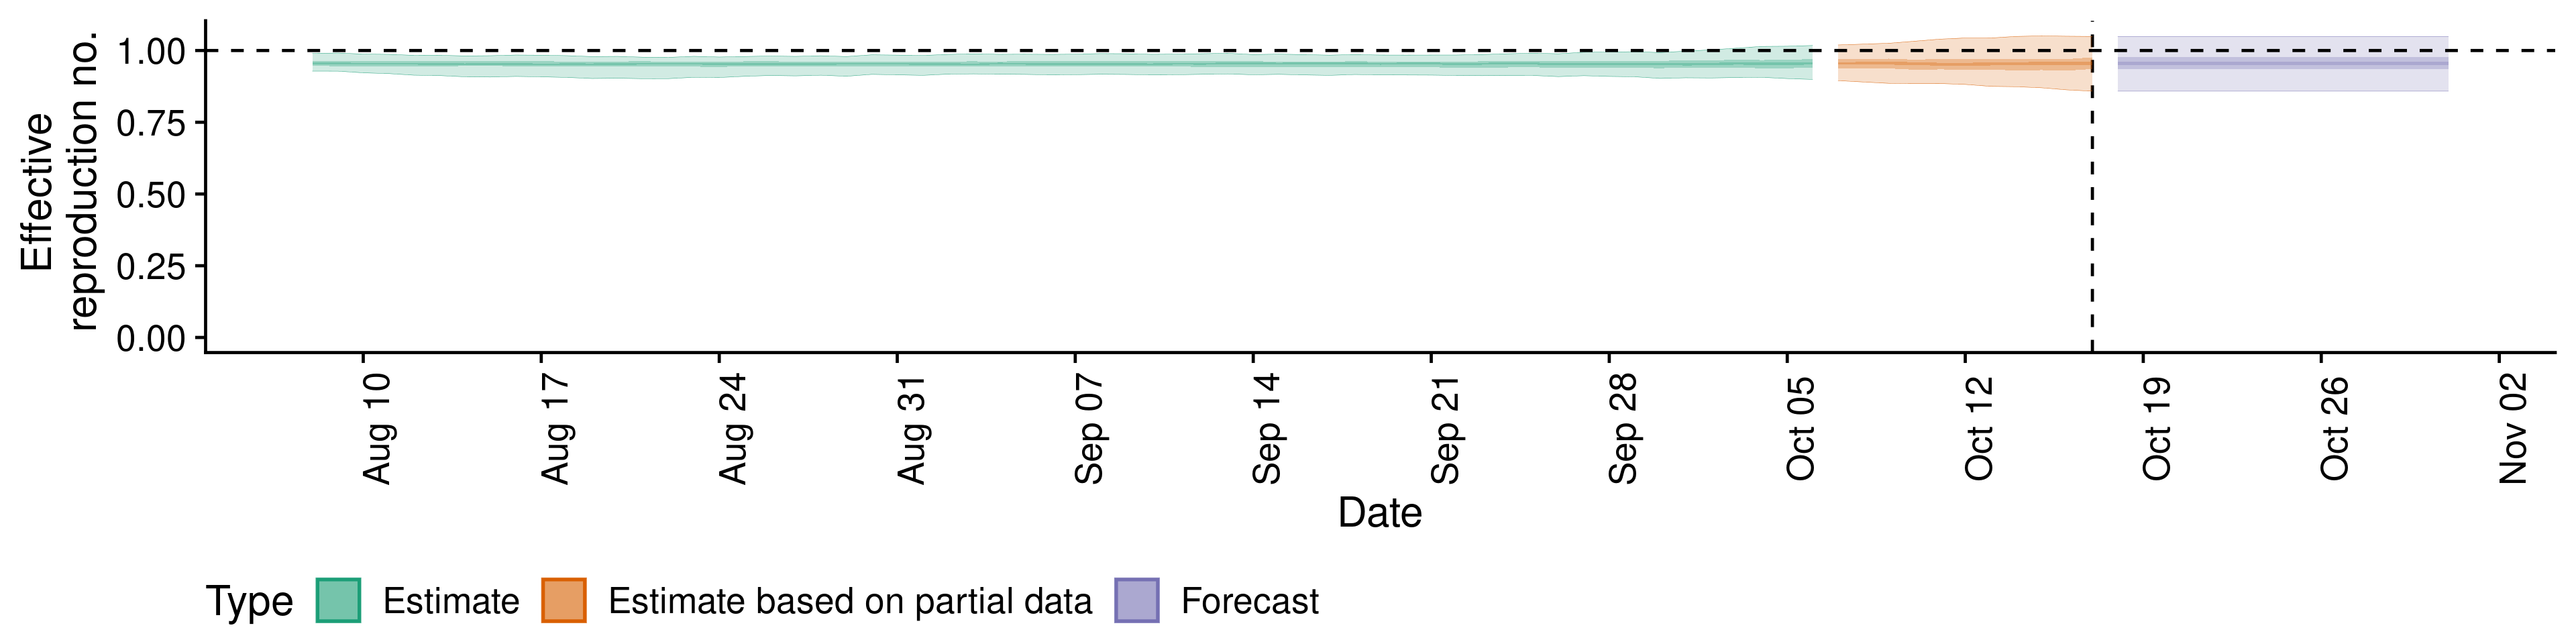 Effective
reproduction no.
1.00
0.75
0.50
0.25
0.00
Aug 10
Aug 17
Aug 24
Aug 31
Sep 07
Sep 14
Sep 21
Sep 28
Oct 05
Oct 12
Oct 19
Oct 26
Nov 02
Date
Type Estimate Estimate based on partial data Forecast